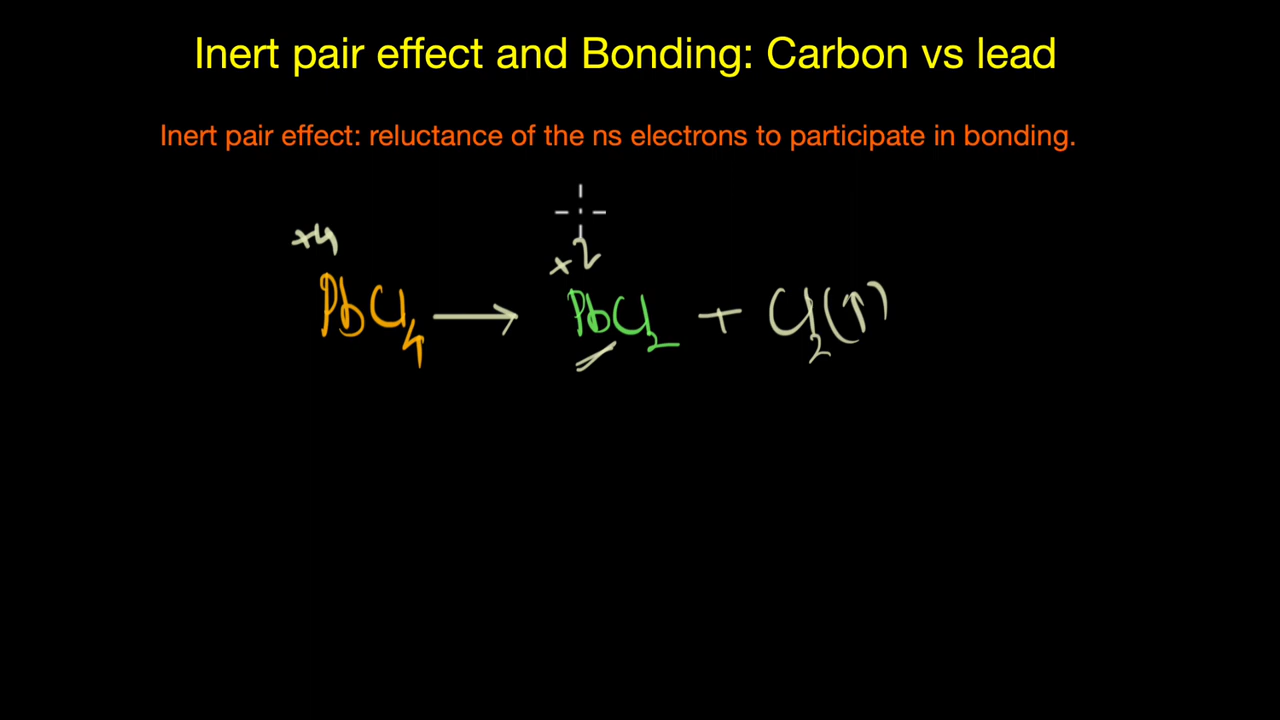 Inert pair effect and Bonding: Carbon vs lead
Inert pair effect: reluctance of the ns electrons to participate in bonding.
+4 +2
PbCl4 ⟶ PbCl2 + Cl2(↑)